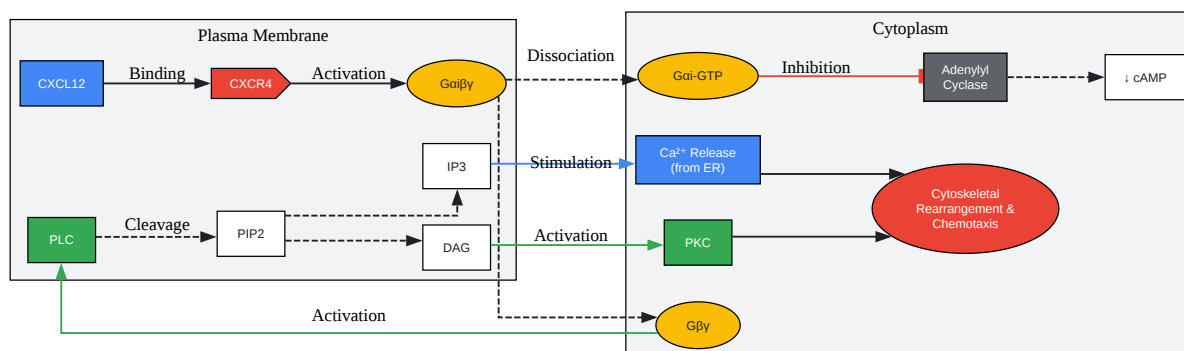 Plasma Membrane
Cytoplasm
CXCL12
Binding
CXCR4
Activation
Gαiβγ
Dissociation
Gαi-GTP
Inhibition
Adenylyl
Cyclase
↓ cAMP
IP3
Stimulation
Ca²⁺ Release
(from ER)
Cytoskeletal
Rearrangement &
Chemotaxis
PLC
Cleavage
PIP2
DAG
Activation
PKC
Activation
Gβγ